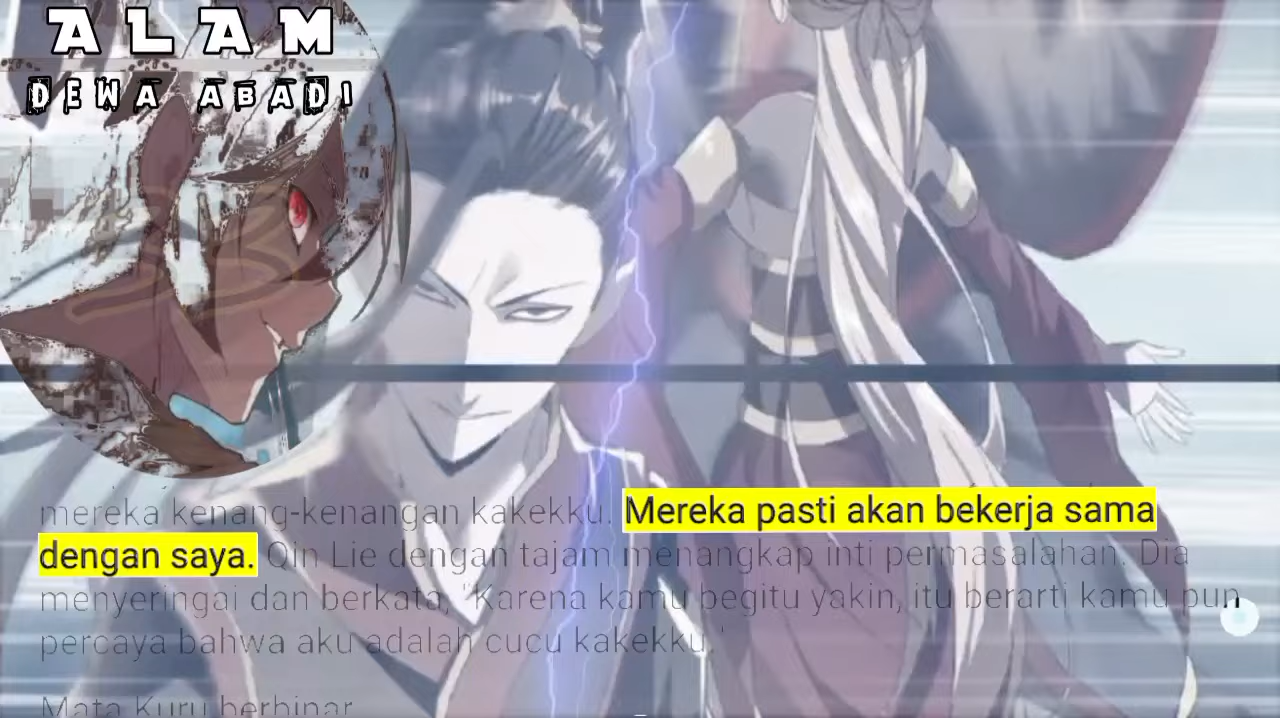 ALAM
DEWA ABADI
mereka kenang-kenangan kakekku. Mereka pasti akan bekerja sama
dengan saya. Qin Lie dengan tajam menangkap inti permasalahan. Dia
menyeringai dan berkata, "Karena kamu begitu yakin, itu berarti kamu pun
percaya bahwa aku adalah cucu kakekku."
Mata Kuru berbinar